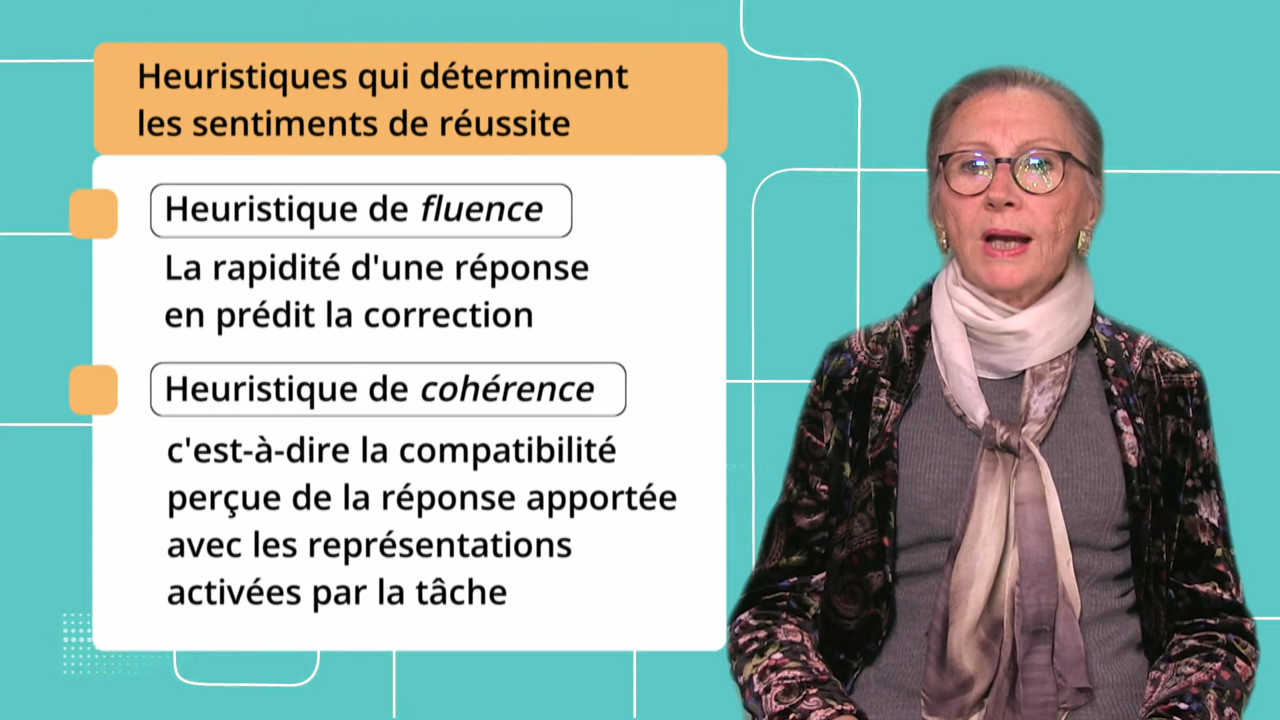 Heuristiques qui déterminent
les sentiments de réussite
Heuristique de fluence
La rapidité d'une réponse
en prédit la correction
Heuristique de cohérence
c'est-à-dire la compatibilité
perçue de la réponse apportée
avec les représentations
activées par la tâche